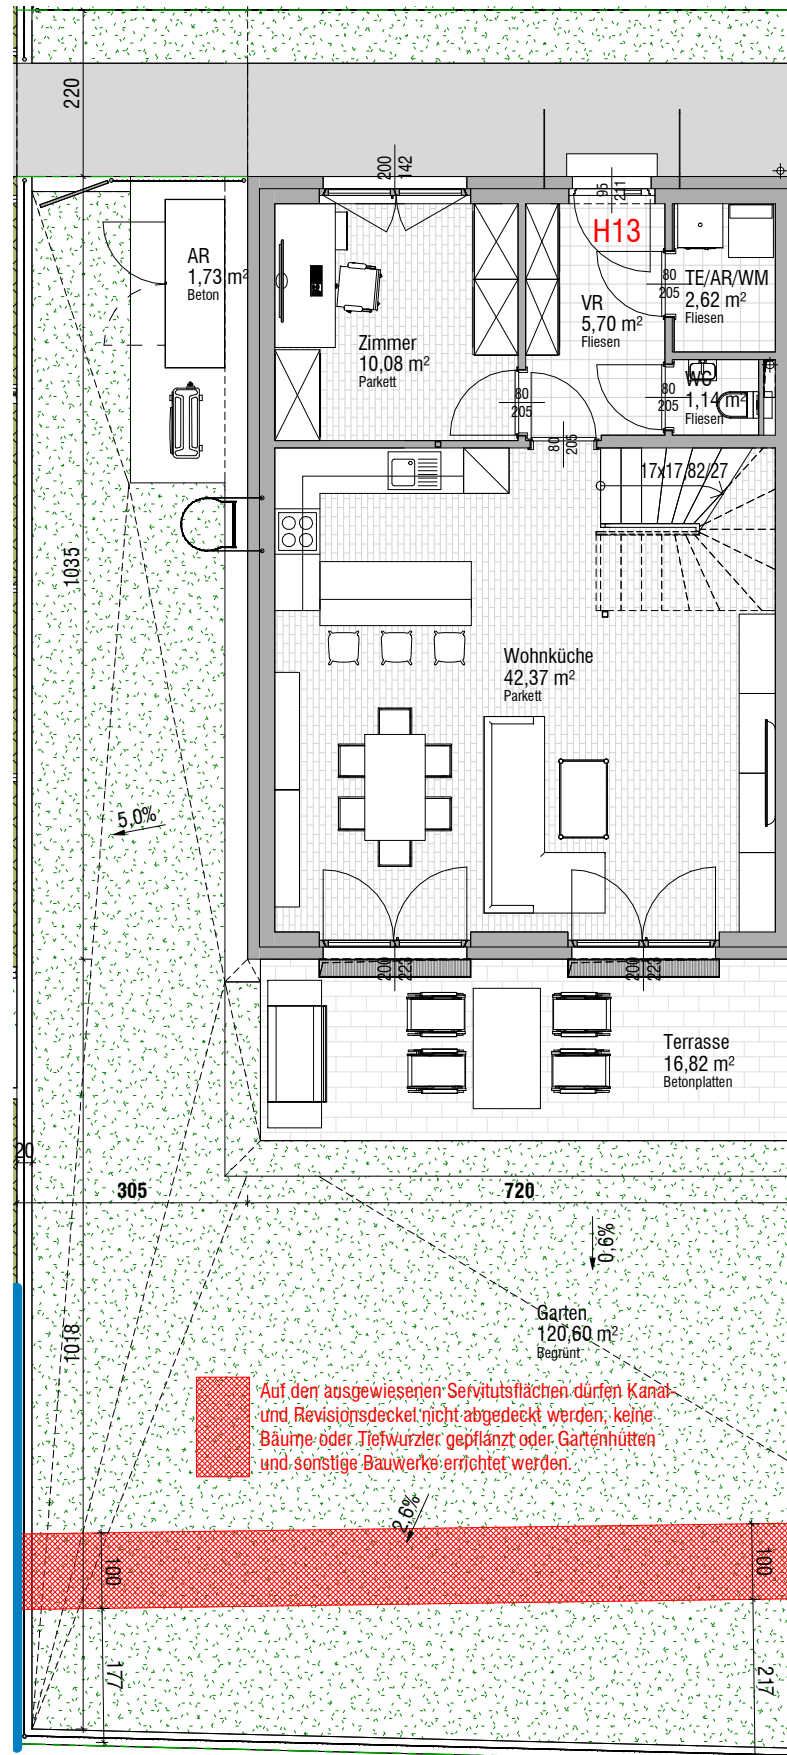 220
200
142
95
211
H13
AR
1,73 m²
Beton
80
205
TE/AR/WM
2,62 m²
Fliesen
VR
5,70 m²
Fliesen
Zimmer
10,08 m²
Parkett
80
205
80
205
WC
1,14 m²
Fliesen
80
205
17x17,82/27
1035
Wohnküche
42,37 m²
Parkett
5,0%
200
223
200
223
Terrasse
16,82 m²
Betonplatten
20
305
720
0,6%
Garten
120,60 m²
Begrünt
1018
Auf den ausgewiesenen Servitutsflächen dürfen Kanal-
und Revisionsdeckel nicht abgedeckt werden, keine
Bäume oder Tiefwurzler gepflanzt oder Gartenhütten
und sonstige Bauwerke errichtet werden.
2,6%
100
100
177
217